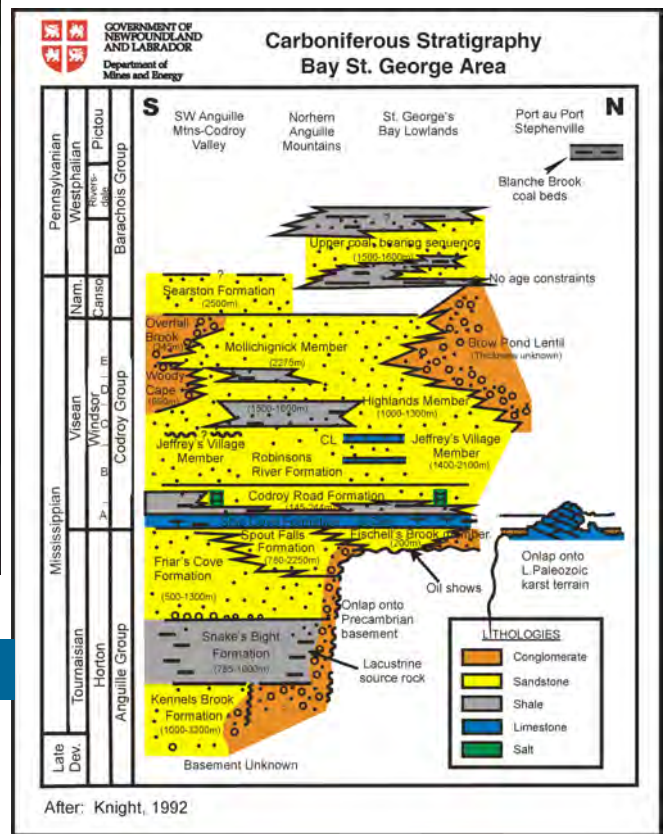 GOVERNMENT OF
NEWFOUNDLAND
AND LABRADOR
Department of
Mines and Energy
Carboniferous Stratigraphy
Bay St. George Area
S
N
SW Anguille
Mtns-Codroy
Valley
Norhern
Anguille
Mountains
St. George's
Bay Lowlands
Port au Port
Stephenville
Blanche Brook
coal beds
Pennsylvanian
Westphalian
Pictou
Rivers-
dale
Barachois Group
Nam.
Canso
Mississippian
Visean
Windsor
E
D
C
B
A
Codroy Group
Tournaisian
Horton
Anguille Group
Late
Dev.
?
Upper coal bearing sequence
(1500-1600m)
No age constraints
?
Searston Formation
(2500m)
Overfall
Brook
Mollichignick Member
(2275m)
Brow Pond Lentil
(Thickness unknown)
Woody
Cape
Highlands Member
(1000-1300m)
?
Jeffrey's Village
Member
CL
Jeffrey's Village
Member
(1400-2100m)
Robinsons
River Formation
Codroy Road Formation
Spout Falls
Formation
(780-2250m)
Fischell's Brook member
(200m)
Friar's Cove
Formation
(500-1300m)
Oil shows
Onlap onto
L.Paleozoic
karst terrain
Onlap onto
Precambrian
basement
Snake's Bight
Formation
Lacustrine
source rock
Kennels Brook
Formation
Basement Unknown
LITHOLOGIES
Conglomerate
Sandstone
Shale
Limestone
Salt
After: Knight, 1992